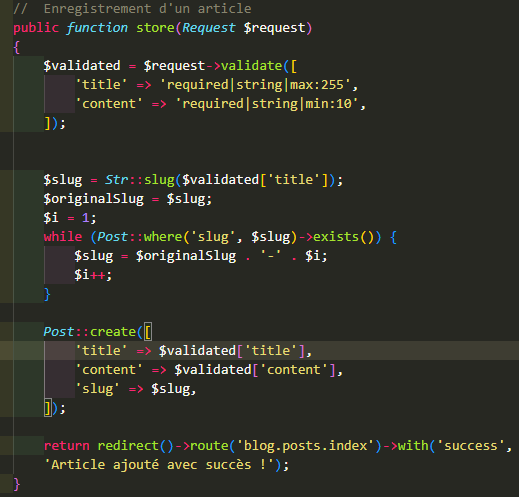 //  Enregistrement d'un article
public function store(Request $request)
{
    $validated = $request->validate([
        'title' => 'required|string|max:255',
        'content' => 'required|string|min:10',
    ]);

    $slug = Str::slug($validated['title']);
    $originalSlug = $slug;
    $i = 1;
    while (Post::where('slug', $slug)->exists()) {
        $slug = $originalSlug . '-' . $i;
        $i++;
    }

    Post::create([
        'title' => $validated['title'],
        'content' => $validated['content'],
        'slug' => $slug,
    ]);

    return redirect()->route('blog.posts.index')->with('success',
    'Article ajouté avec succès !');
}